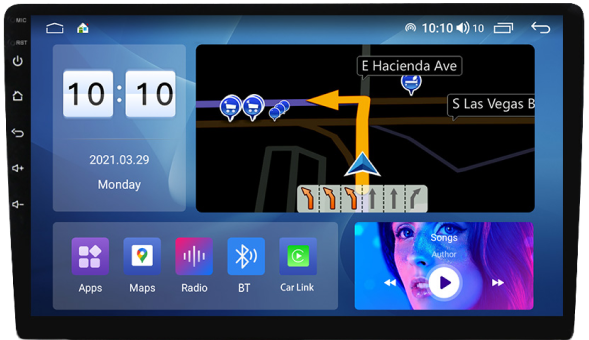 MIC
RST
10:10
10
10 : 10
2021.03.29
Monday
E Hacienda Ave
S Las Vegas B
Apps
Maps
Radio
BT
Car Link
Songs
Author